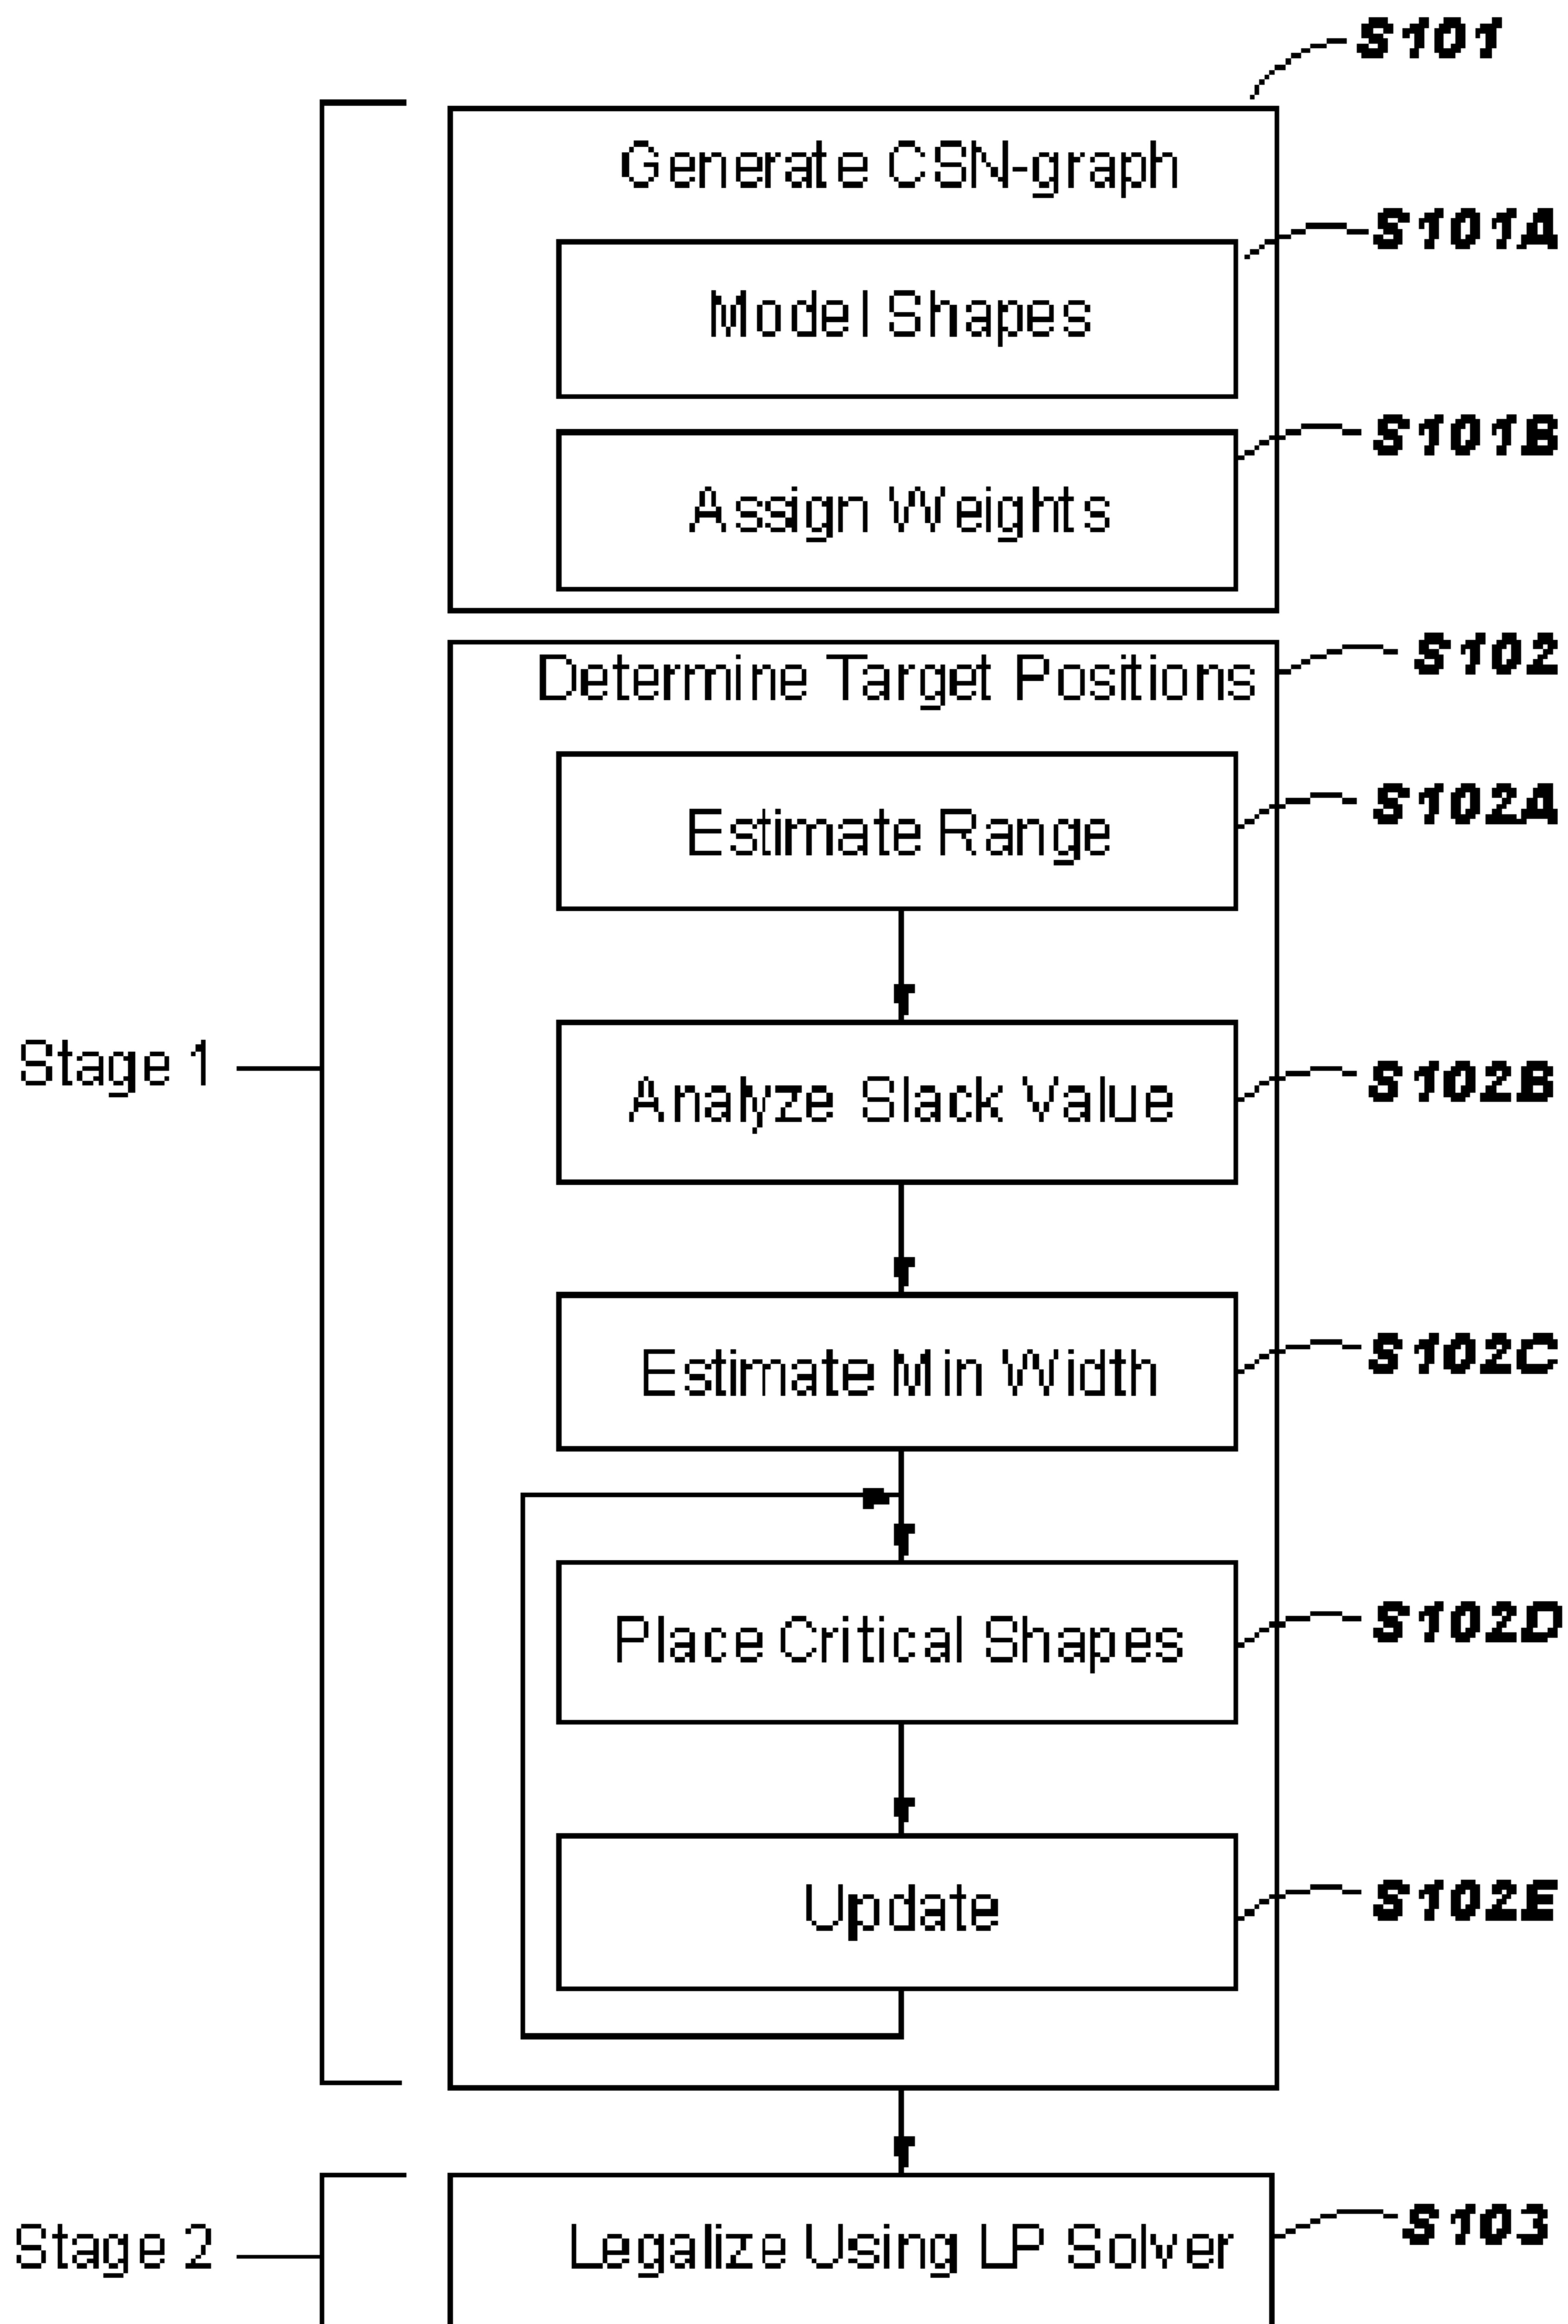 S101
Generate CSN-graph
S101A
Model Shapes
S101B
Assign Weights
S102
Determine Target Positions
S102A
Estimate Range
Stage 1
S102B
Analyze Slack Value
S102C
Estimate Min Width
S102D
Place Critical Shapes
S102E
Update
S103
Stage 2
Legalize Using LP Solver